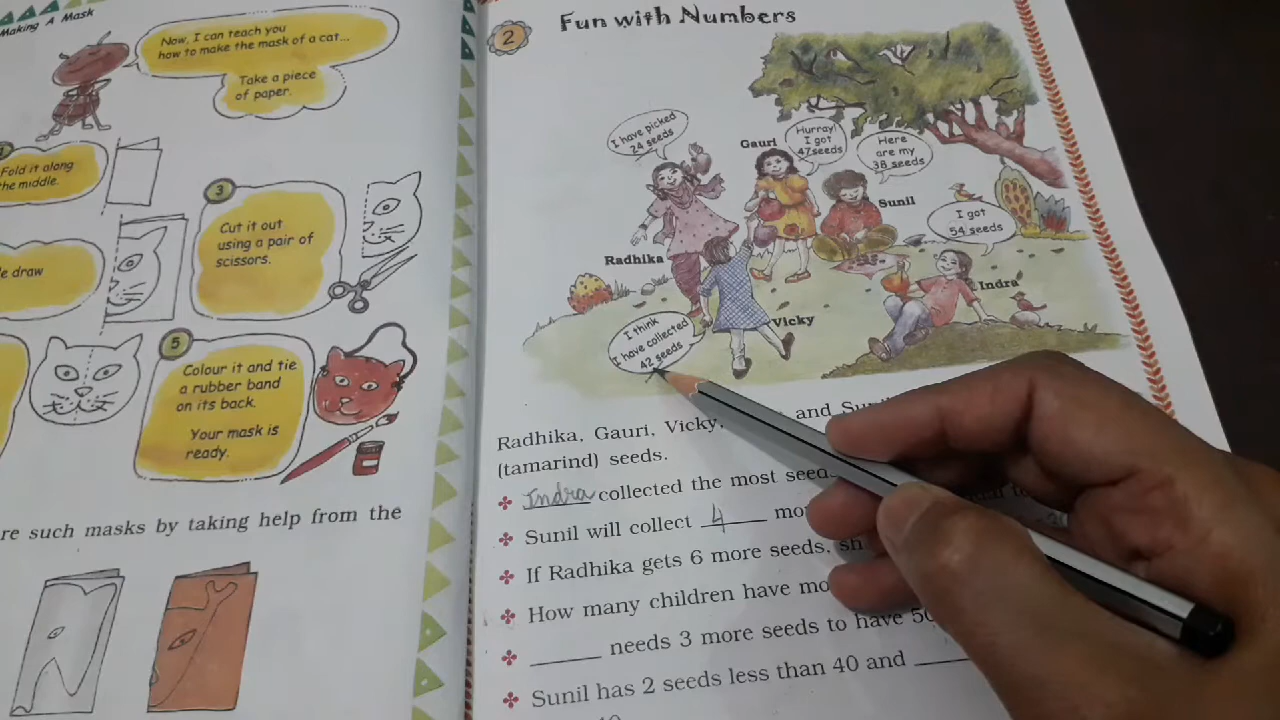 Making A Mask
Now, I can teach you
how to make the mask of a cat...
Take a piece
of paper.
Fold it along
the middle.
3
Cut it out
using a pair of
scissors.
draw
5
Colour it and tie
a rubber band
on its back.
Your mask is
ready.
such masks by taking help from the
2
Fun with Numbers
I have picked
24 seeds
Gauri
Hurray!
I got
47 seeds
Here
are my
38 seeds
Sunil
I got
54 seeds
Radhika
Indra
Vicky
I think
I have collected
42 seeds
Radhika, Gauri, Vicky, and
(tamarind) seeds.
Indra collected the most
Sunil will collect 4
If Radhika gets 6 more seeds,
How many children have
______ needs 3 more seeds to have
Sunil has 2 seeds less than 40 and ______